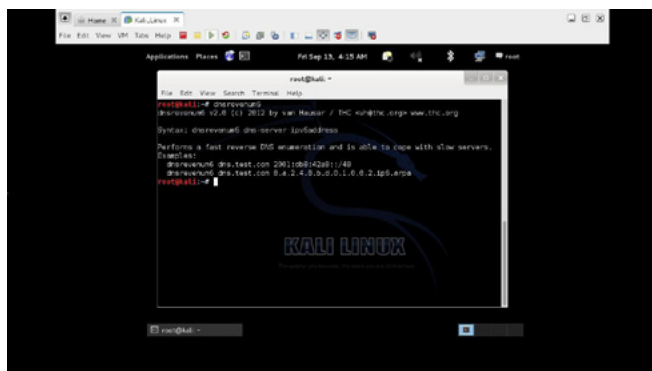 Home Kali_Linux
File Edit View VM Tabs Help
Applications Places Fri Sep 13, 4:15 AM root
root@kali: ~
File Edit View Search Terminal Help
root@kali:~# dnsrevenum6
dnsrevenum6 v2.0 (c) 2012 by van Hauser / THC <vh@thc.org> www.thc.org
Syntax: dnsrevenum6 dns-server ipv6address
Performs a fast reverse DNS enumeration and is able to cope with slow servers.
Examples:
dnsrevenum6 dns.test.com 2001:db8:42a8::/48
dnsrevenum6 dns.test.com 8.a.2.4.8.b.d.0.1.0.0.2.ip6.arpa
root@kali:~#
KALI LINUX
root@kali: ~